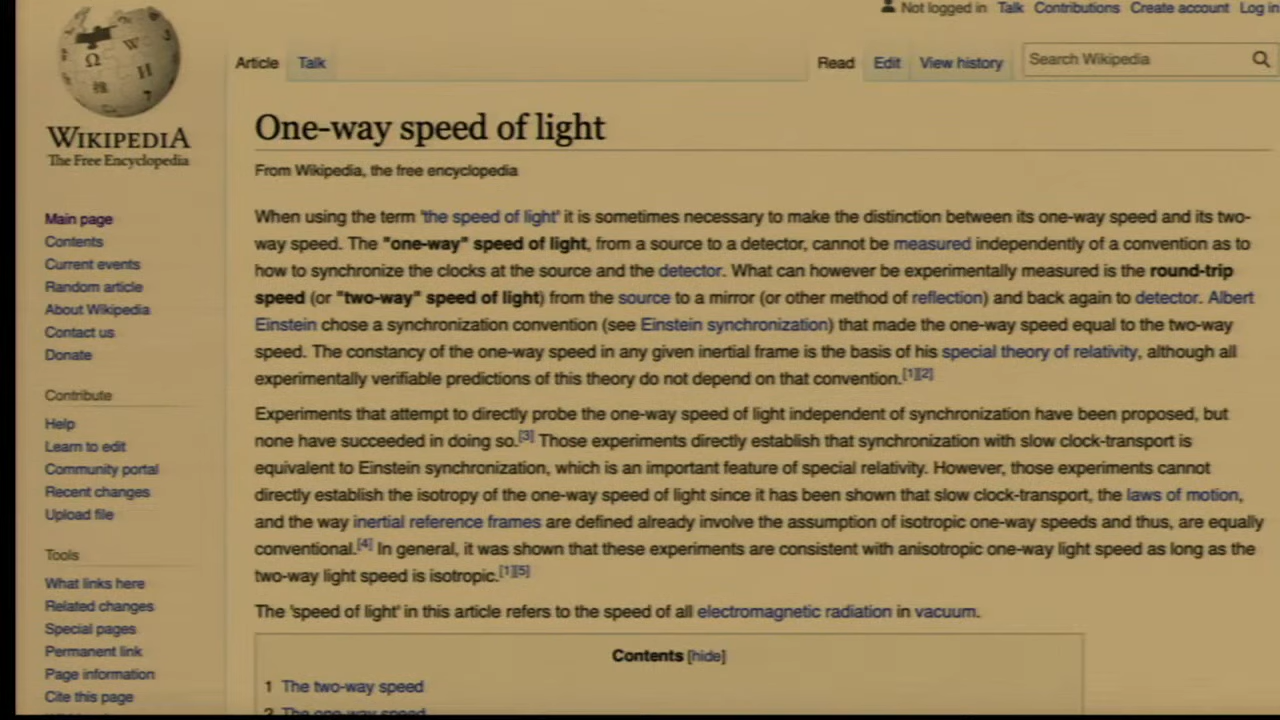 Not logged in Talk Contributions Create account Log in
Article Talk Read Edit View history Search Wikipedia
WIKIPEDIA
The Free Encyclopedia
One-way speed of light
From Wikipedia, the free encyclopedia
When using the term 'the speed of light' it is sometimes necessary to make the distinction between its one-way speed and its two-
way speed. The "one-way" speed of light, from a source to a detector, cannot be measured independently of a convention as to
how to synchronize the clocks at the source and the detector. What can however be experimentally measured is the round-trip
speed (or "two-way" speed of light) from the source to a mirror (or other method of reflection) and back again to detector. Albert
Einstein chose a synchronization convention (see Einstein synchronization) that made the one-way speed equal to the two-way
speed. The constancy of the one-way speed in any given inertial frame is the basis of his special theory of relativity, although all
experimentally verifiable predictions of this theory do not depend on that convention.[1][2]
Experiments that attempt to directly probe the one-way speed of light independent of synchronization have been proposed, but
none have succeeded in doing so.[3] Those experiments directly establish that synchronization with slow clock-transport is
equivalent to Einstein synchronization, which is an important feature of special relativity. However, those experiments cannot
directly establish the isotropy of the one-way speed of light since it has been shown that slow clock-transport, the laws of motion,
and the way inertial reference frames are defined already involve the assumption of isotropic one-way speeds and thus, are equally
conventional.[4] In general, it was shown that these experiments are consistent with anisotropic one-way light speed as long as the
two-way light speed is isotropic.[1][5]
The 'speed of light' in this article refers to the speed of all electromagnetic radiation in vacuum.
Contents [hide]
1 The two-way speed
2 The one-way speed
Main page
Contents
Current events
Random article
About Wikipedia
Contact us
Donate
Contribute
Help
Learn to edit
Community portal
Recent changes
Upload file
Tools
What links here
Related changes
Special pages
Permanent link
Page information
Cite this page